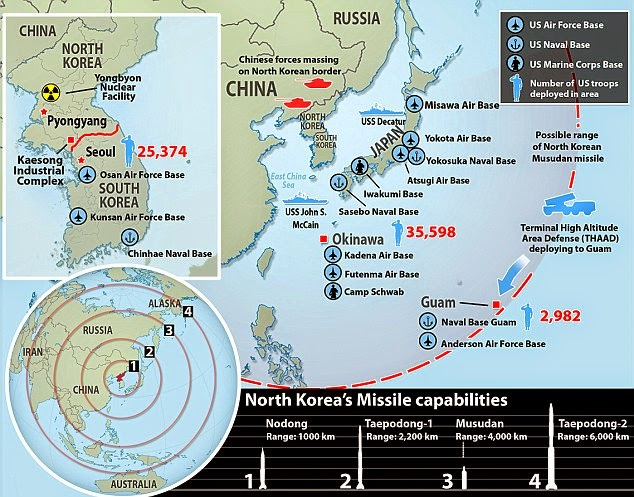 CHINA
NORTH
KOREA
Yongbyon
Nuclear
Facility
Pyongyang
Kaesong
Industrial
Complex
Seoul
25,374
Osan Air Force Base
SOUTH
KOREA
Kunsan Air Force Base
Chinhae Naval Base
RUSSIA
Chinese forces massing
on North Korean border
CHINA
NORTH
KOREA
SOUTH
KOREA
USS Decatur
JAPAN
Misawa Air Base
Yokota Air Base
Yokosuka Naval Base
Atsugi Air Base
Iwakumi Base
Sasebo Naval Base
East China
Sea
USS John S.
McCain
Okinawa
35,598
Kadena Air Base
Futenma Air Base
Camp Schwab
US Air Force Base
US Naval Base
US Marine Corps Base
Number of US troops
deployed in area
Possible range
of North Korean
Musudan missile
Terminal High Altitude
Area Defense (THAAD)
deploying to Guam
Guam
2,982
Naval Base Guam
Anderson Air Force Base
ALASKA
RUSSIA
IRAN
CHINA
AUSTRALIA
1
2
3
4
North Korea's Missile capabilities
Nodong
Range: 1000 km
Taepodong-1
Range: 2,200 km
Musudan
Range: 4,000 km
Taepodong-2
Range: 6,000 km
1
2
3
4